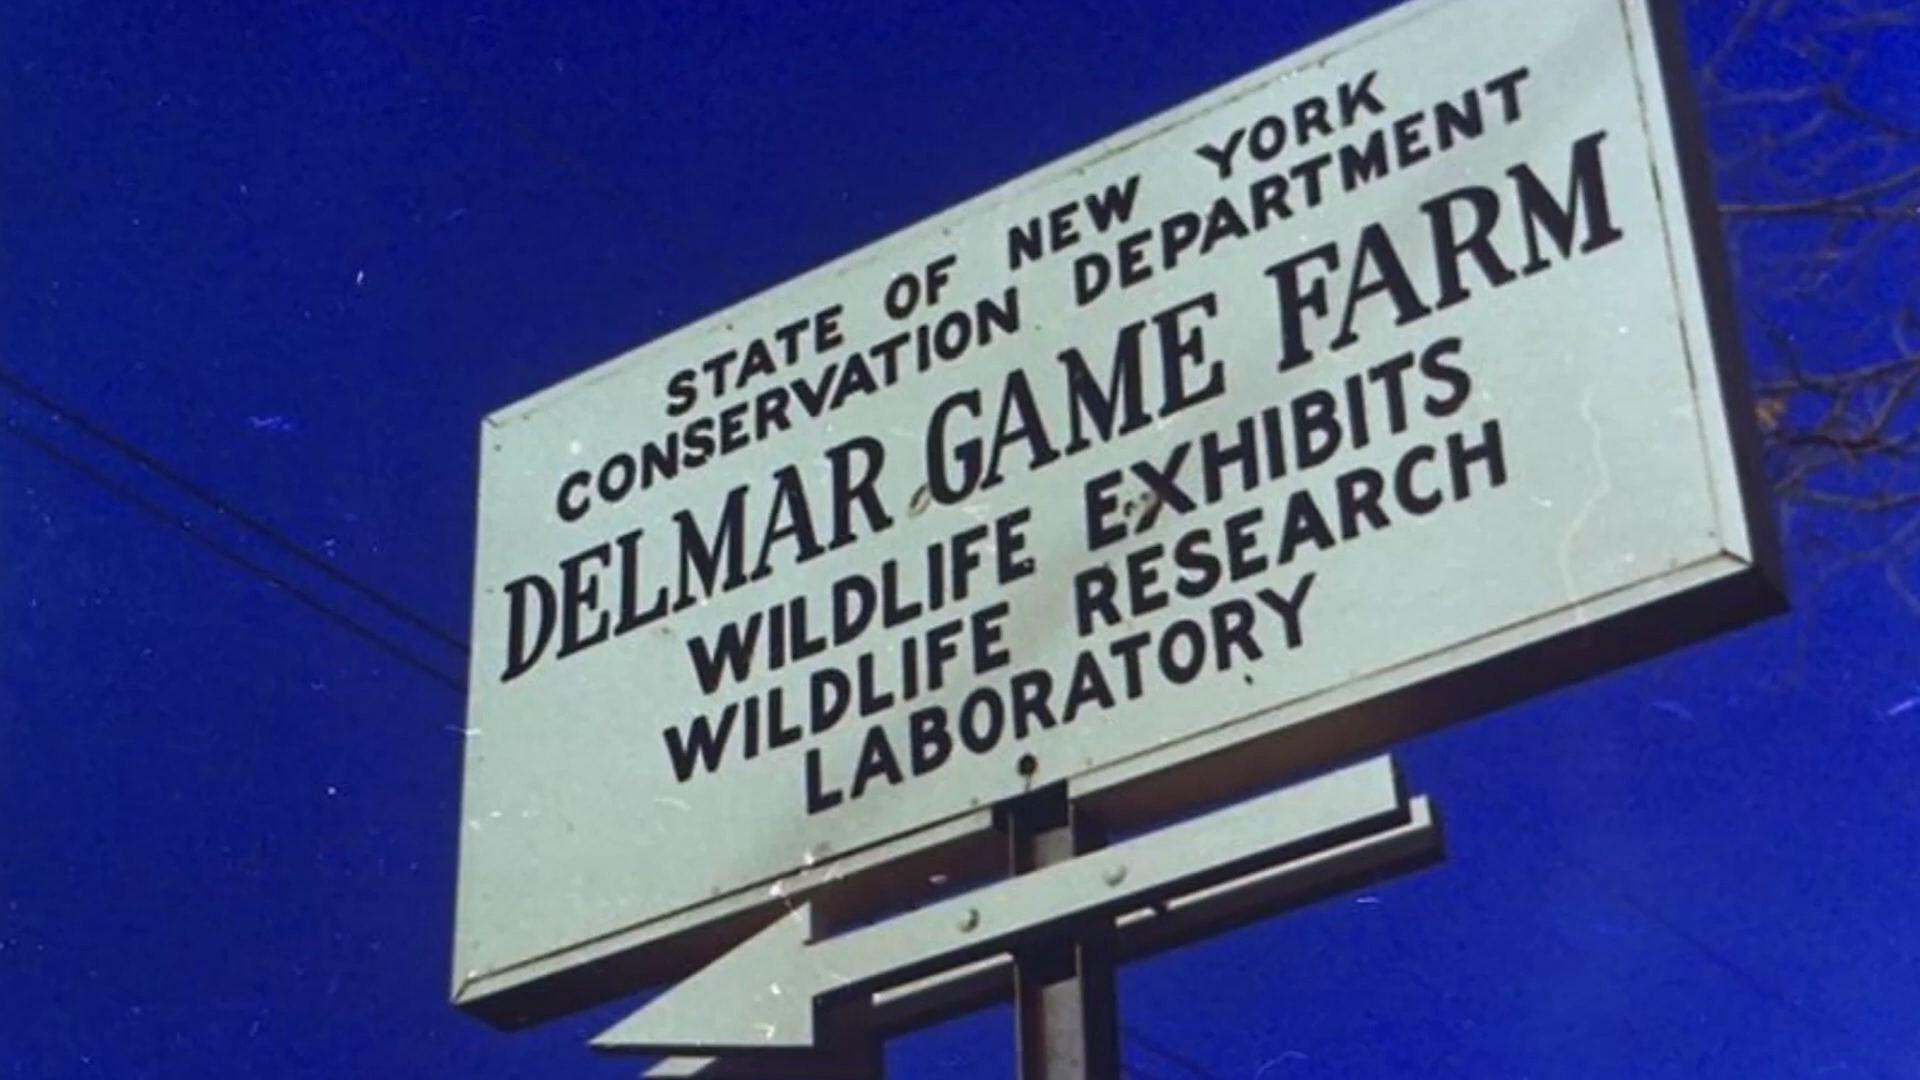 STATE OF NEW YORK
CONSERVATION DEPARTMENT
DELMAR GAME FARM
WILDLIFE EXHIBITS
WILDLIFE RESEARCH
LABORATORY